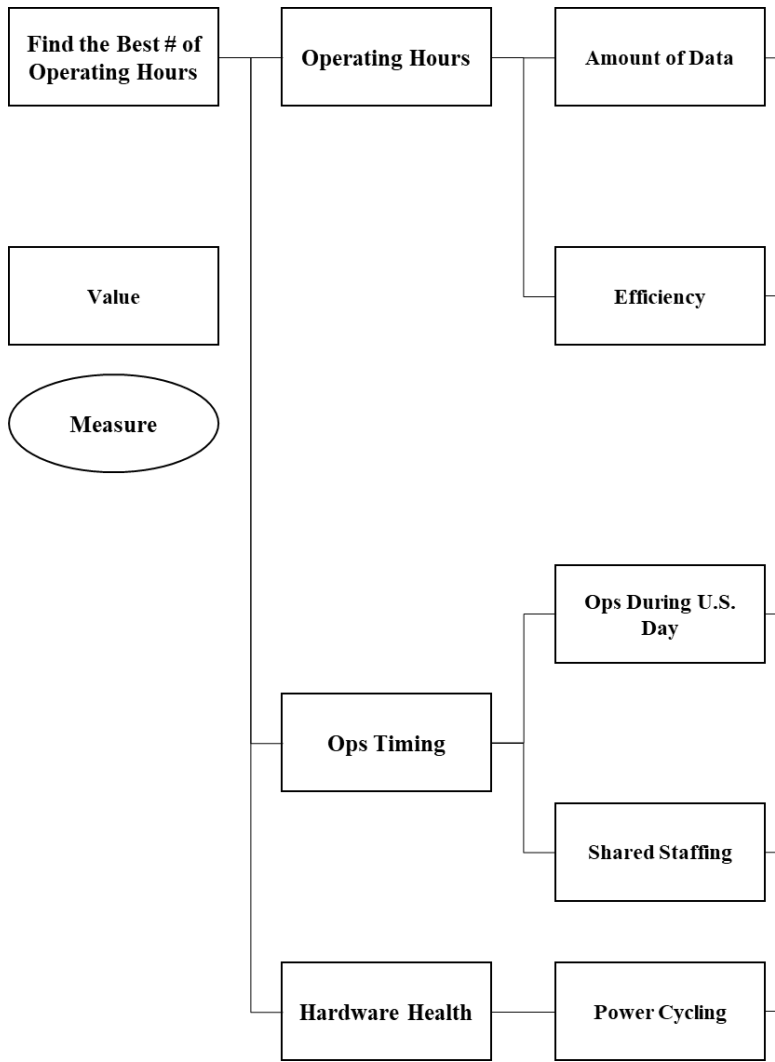 Find the Best # of
Operating Hours
Operating Hours
Amount of Data
Value
Efficiency
Measure
Ops During U.S.
Day
Ops Timing
Shared Staffing
Hardware Health
Power Cycling